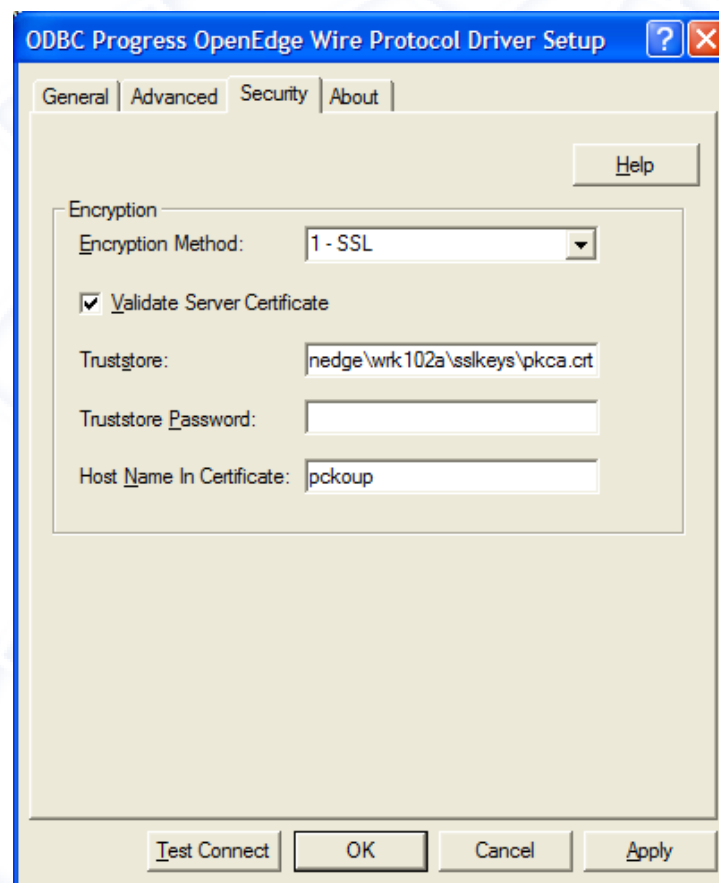 ODBC Progress OpenEdge Wire Protocol Driver Setup
General Advanced Security About
Help
Encryption
Encryption Method: 1 - SSL
Validate Server Certificate
Truststore: nedge\wrk102a\sslkeys\pkca.crt
Truststore Password:
Host Name In Certificate: pckoup
Test Connect OK Cancel Apply